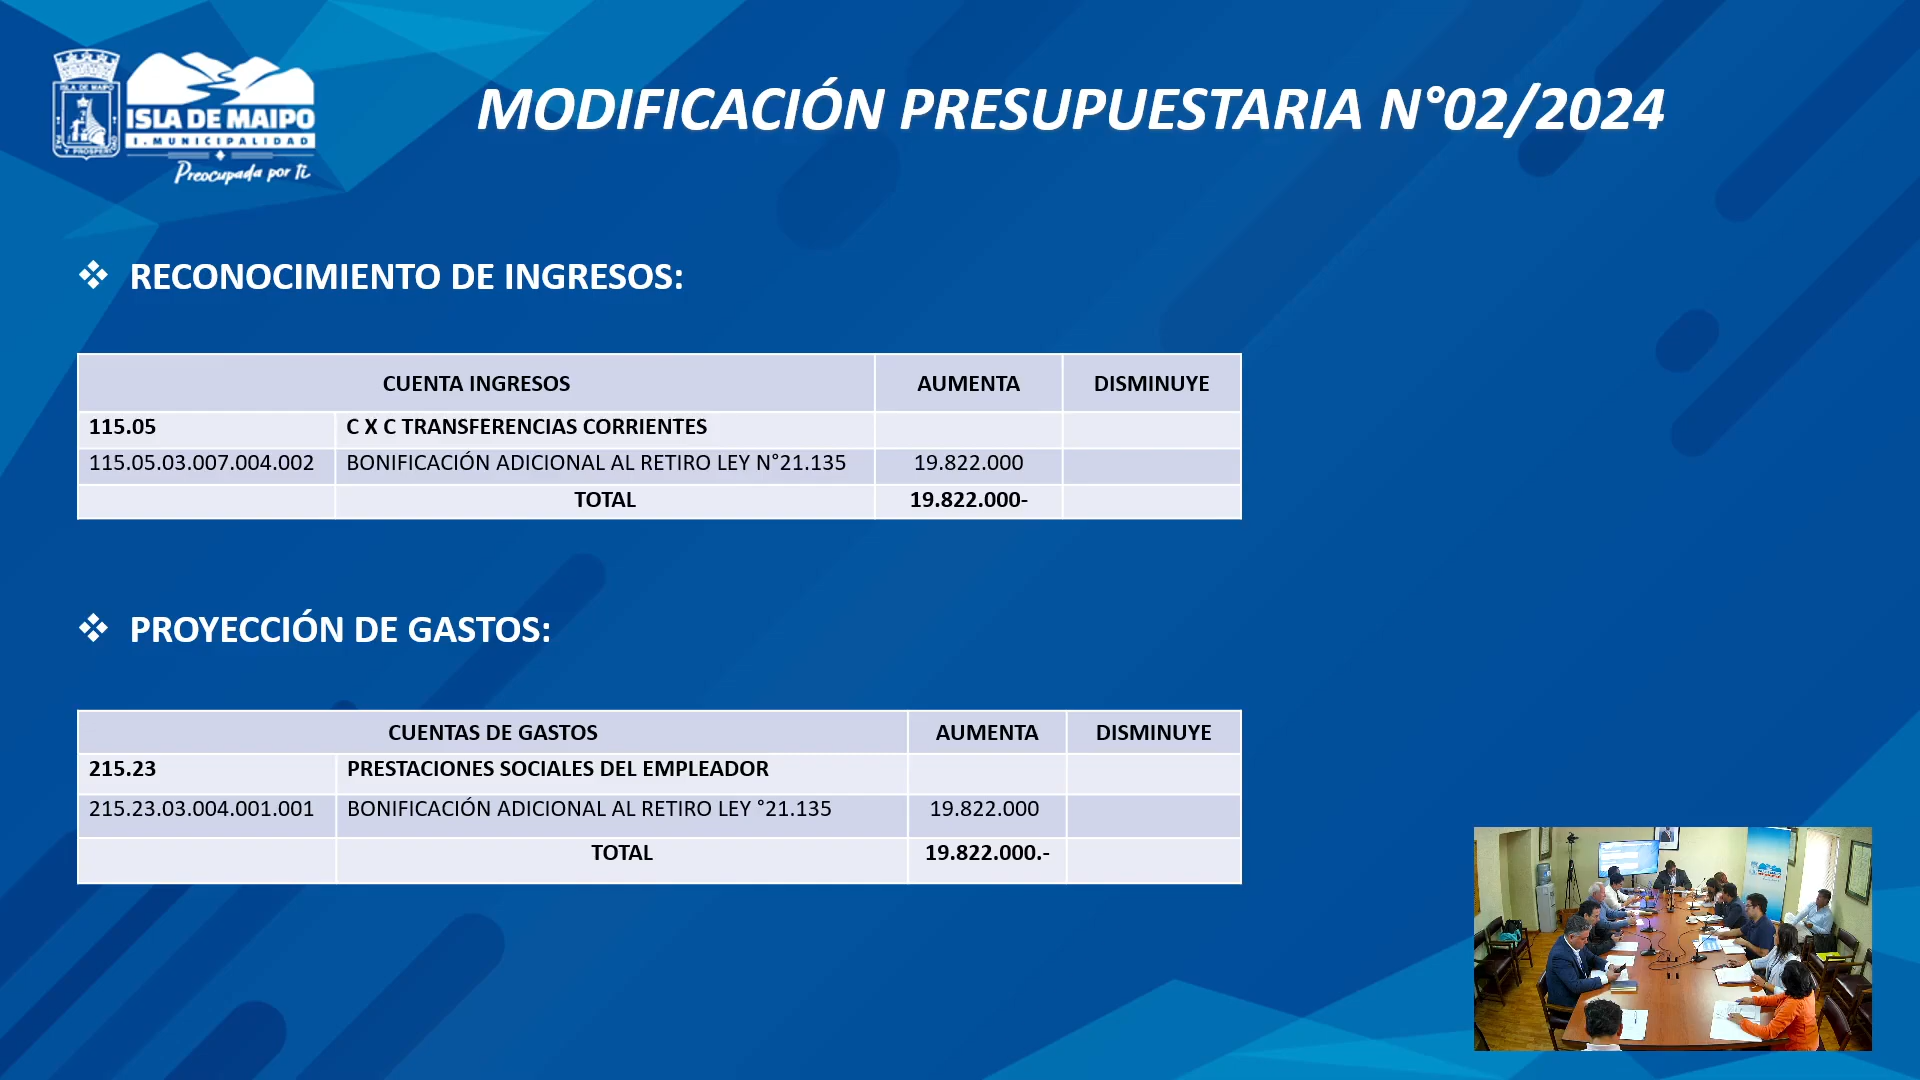 ISLA DE MAIPO
ISLA DE MAIPO
I. MUNICIPALIDAD
Preocupada por ti
MODIFICACIÓN PRESUPUESTARIA N°02/2024
RECONOCIMIENTO DE INGRESOS:
CUENTA INGRESOS AUMENTA DISMINUYE
115.05 C X C TRANSFERENCIAS CORRIENTES
115.05.03.007.004.002 BONIFICACIÓN ADICIONAL AL RETIRO LEY N°21.135 19.822.000
TOTAL 19.822.000-
PROYECCIÓN DE GASTOS:
CUENTAS DE GASTOS AUMENTA DISMINUYE
215.23 PRESTACIONES SOCIALES DEL EMPLEADOR
215.23.03.004.001.001 BONIFICACIÓN ADICIONAL AL RETIRO LEY °21.135 19.822.000
TOTAL 19.822.000.-